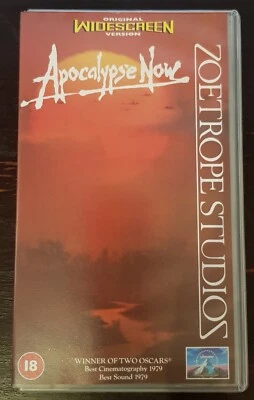 ORIGINAL
WIDESCREEN
VERSION
Apocalypse Now
ZOETROPE STUDIOS
18
WINNER OF TWO OSCARS®
Best Cinematography 1979
Best Sound 1979